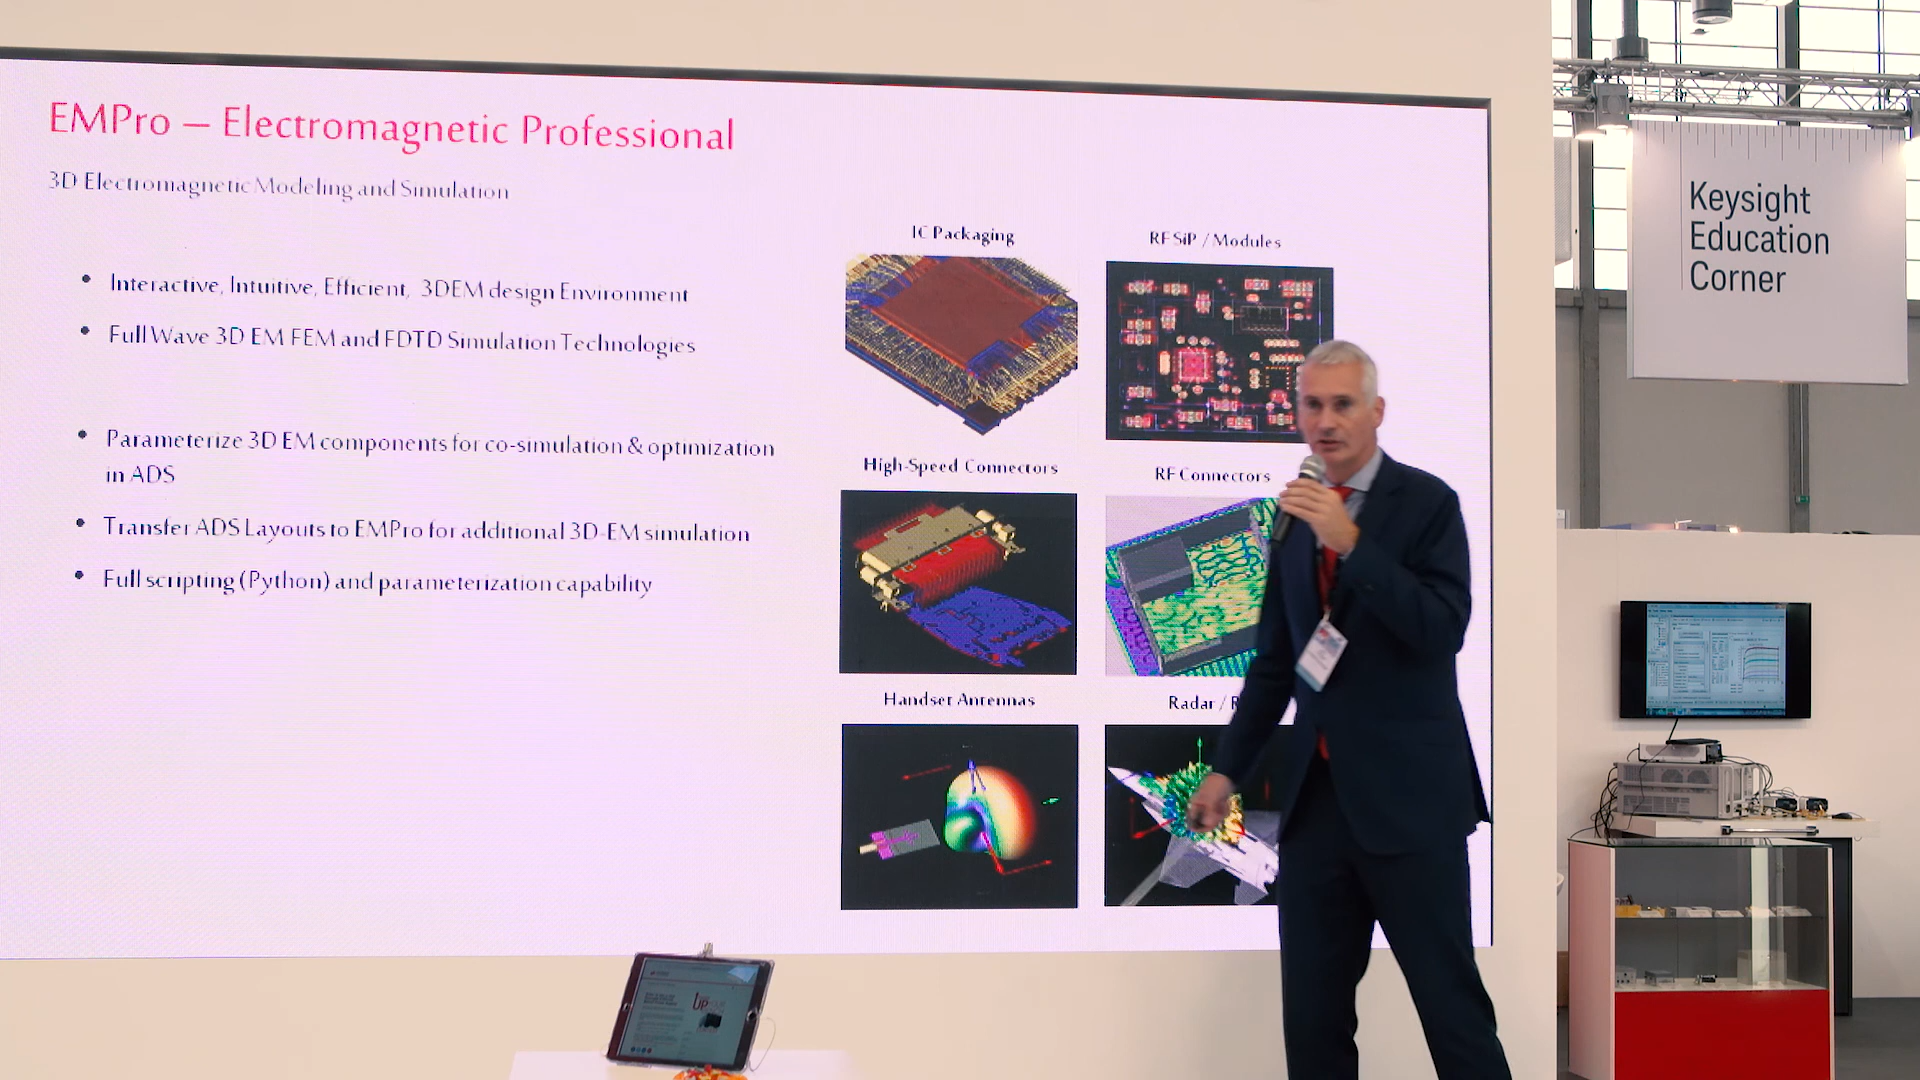 EMPro – Electromagnetic Professional
3D Electromagnetic Modeling and Simulation
• Interactive, Intuitive, Efficient, 3DEM design Environment
• Full Wave 3D EM FEM and FDTD Simulation Technologies
• Parameterize 3D EM components for co-simulation & optimization
in ADS
• Transfer ADS Layouts to EMPro for additional 3D-EM simulation
• Full scripting (Python) and parameterization capability
IC Packaging
RF SiP / Modules
High-Speed Connectors
RF Connectors
Handset Antennas
Radar /
Keysight
Education
Corner
UP